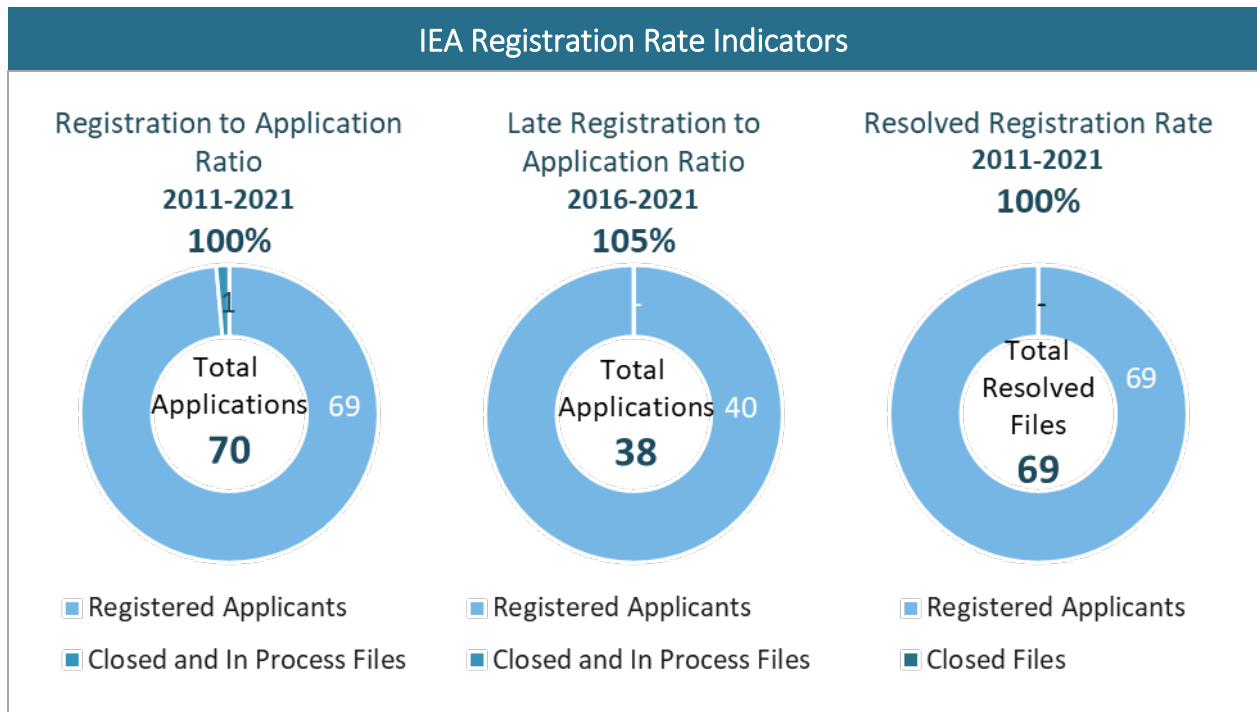 IEA Registration Rate Indicators
Registration to Application
Ratio
2011-2021
100%
1
Total
Applications
70
69
Registered Applicants
Closed and In Process Files
Late Registration to
Application Ratio
2016-2021
105%
-
Total
Applications
38
40
Registered Applicants
Closed and In Process Files
Resolved Registration Rate
2011-2021
100%
-
Total
Resolved
Files
69
69
Registered Applicants
Closed Files